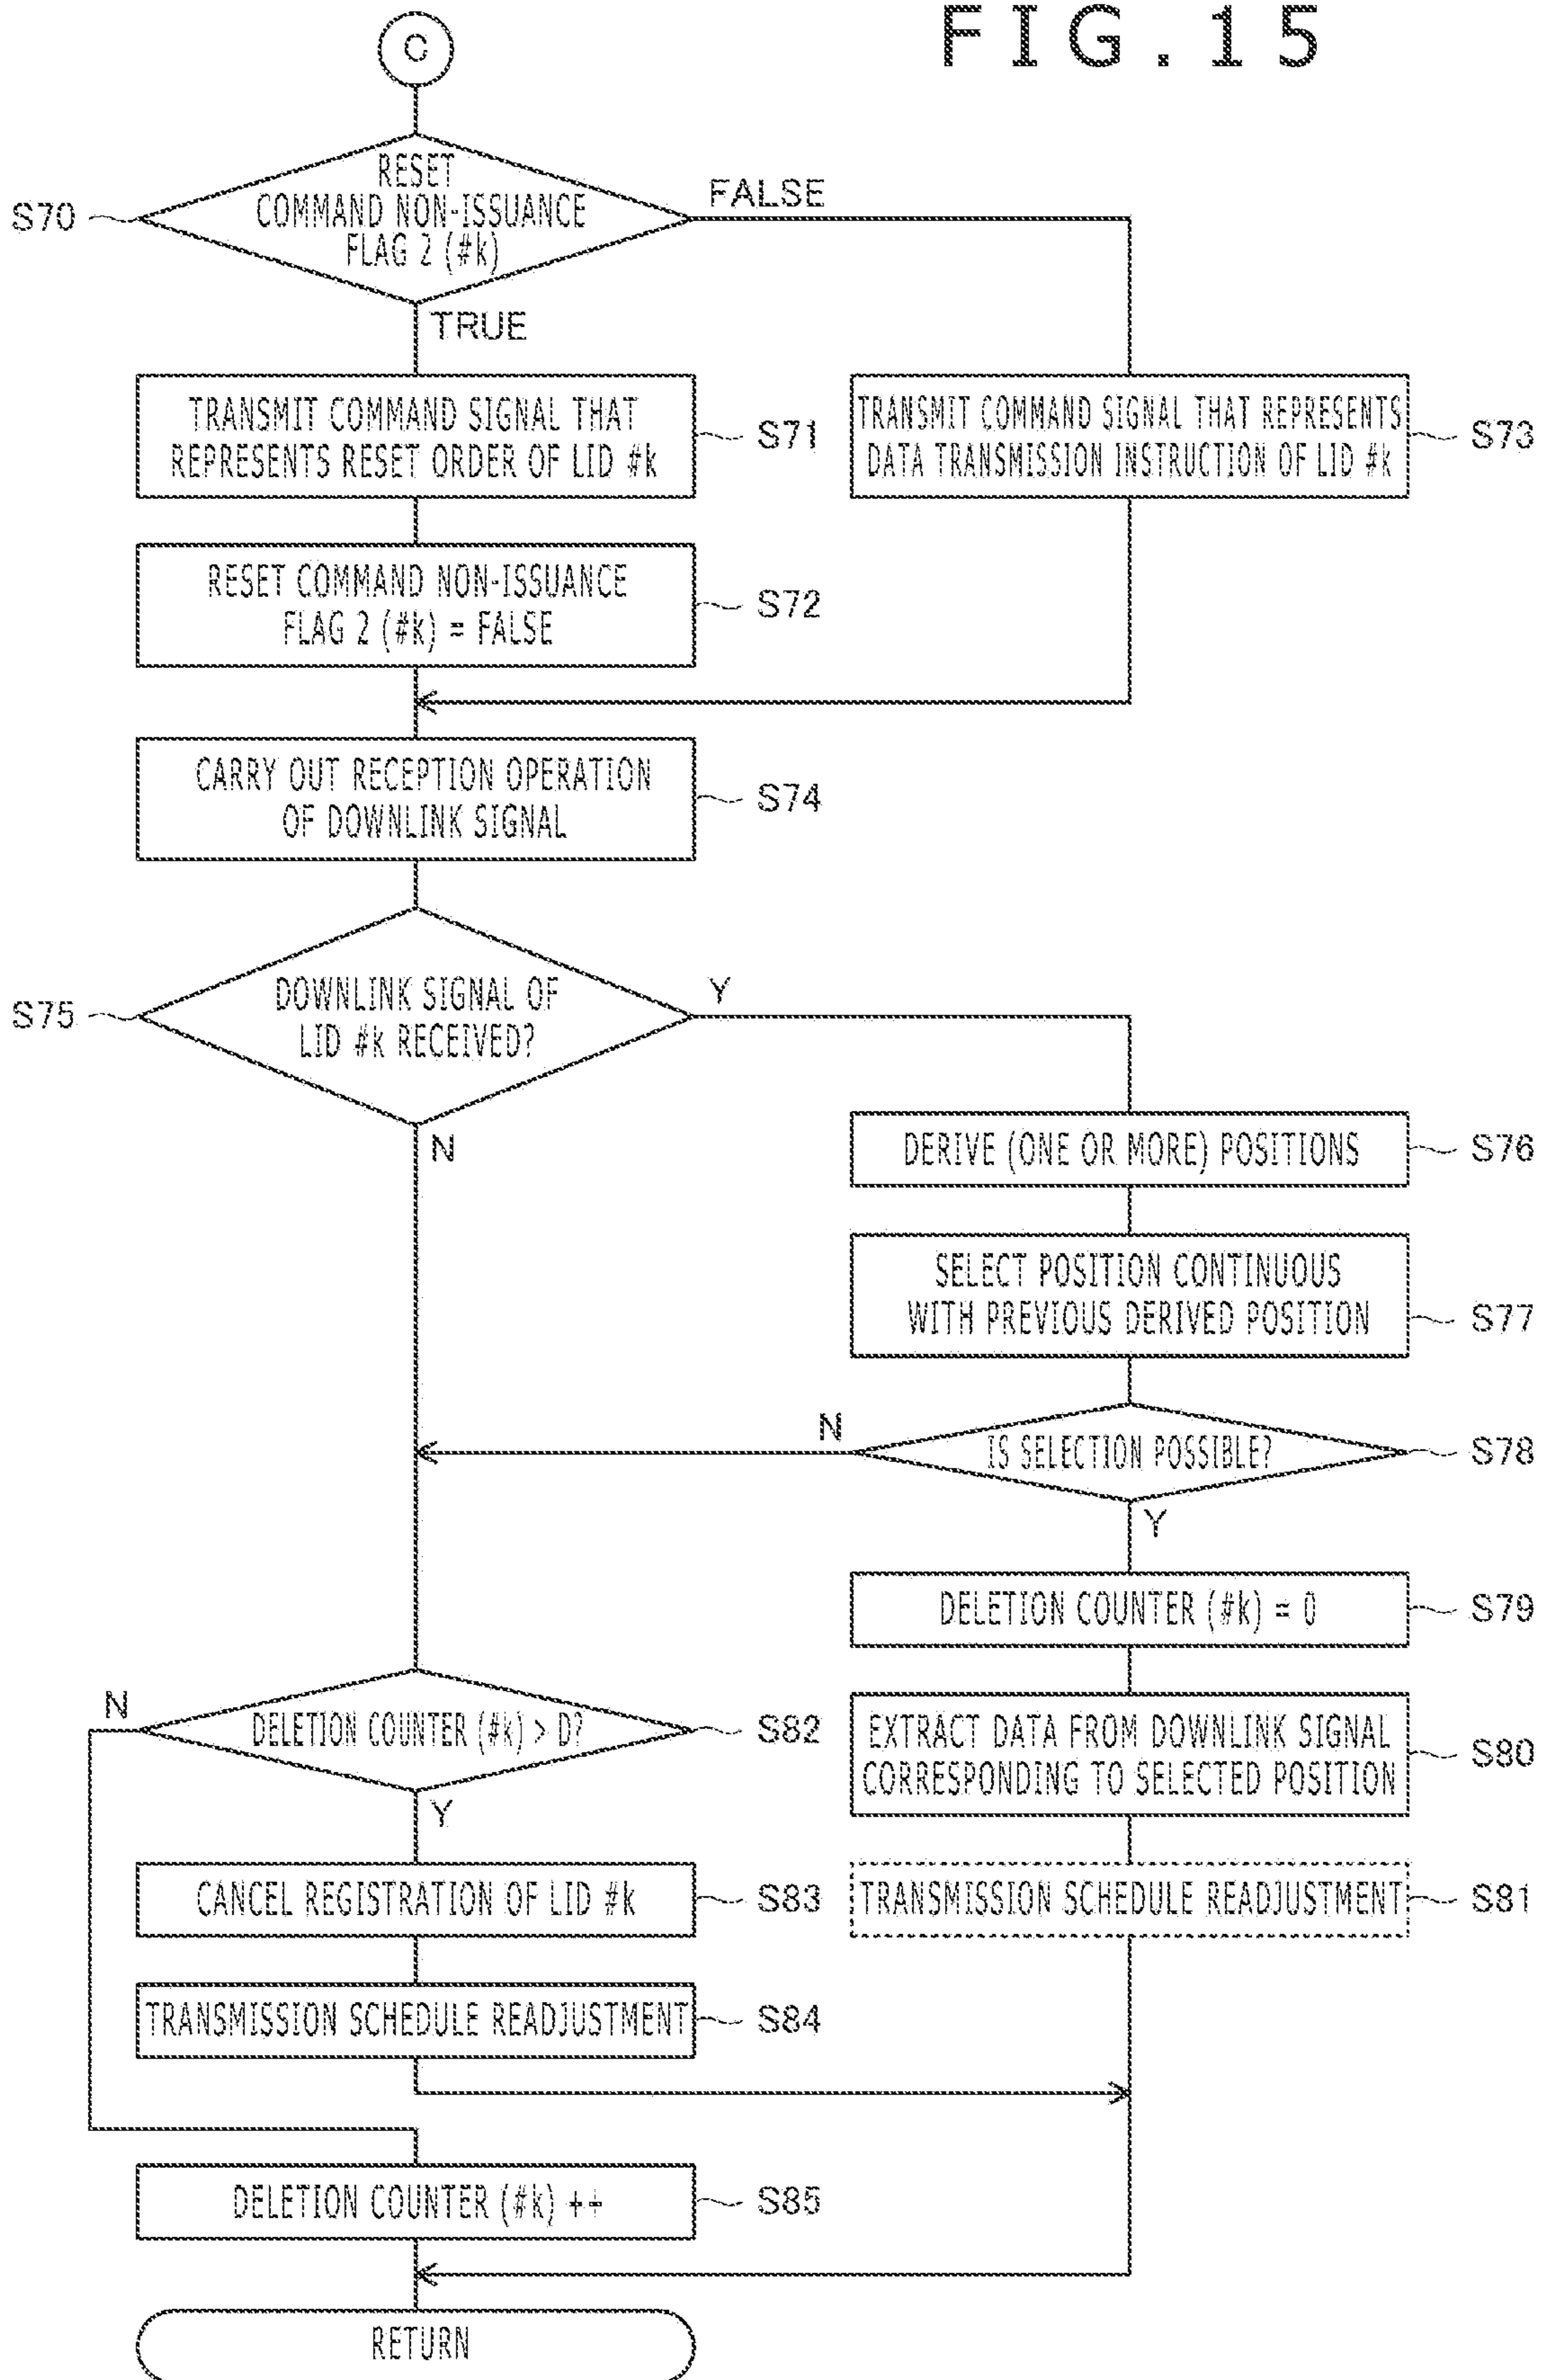 FIG.15
C
RESET
COMMAND NON-ISSUANCE
FLAG 2 (#k)
S70
FALSE
TRUE
TRANSMIT COMMAND SIGNAL THAT
REPRESENTS RESET ORDER OF LID #k
S71
TRANSMIT COMMAND SIGNAL THAT REPRESENTS
DATA TRANSMISSION INSTRUCTION OF LID #k
S73
RESET COMMAND NON-ISSUANCE
FLAG 2 (#k) = FALSE
S72
CARRY OUT RECEPTION OPERATION
OF DOWNLINK SIGNAL
S74
DOWNLINK SIGNAL OF
LID #k RECEIVED?
S75
Y
N
DERIVE (ONE OR MORE) POSITIONS
S76
SELECT POSITION CONTINUOUS
WITH PREVIOUS DERIVED POSITION
S77
IS SELECTION POSSIBLE?
S78
N
Y
DELETION COUNTER (#k) = 0
S79
EXTRACT DATA FROM DOWNLINK SIGNAL
CORRESPONDING TO SELECTED POSITION
S80
TRANSMISSION SCHEDULE READJUSTMENT
S81
DELETION COUNTER (#k) > D?
S82
N
Y
CANCEL REGISTRATION OF LID #k
S83
TRANSMISSION SCHEDULE READJUSTMENT
S84
DELETION COUNTER (#k) ++
S85
RETURN